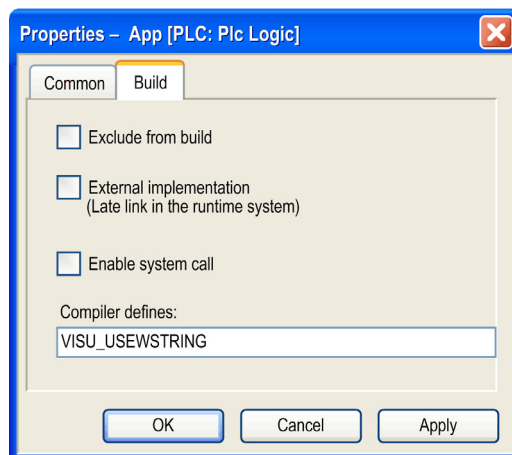 Properties – App [PLC: Plc Logic]
Common Build
Exclude from build
External implementation
(Late link in the runtime system)
Enable system call
Compiler defines:
VISU_USEWSTRING
OK Cancel Apply